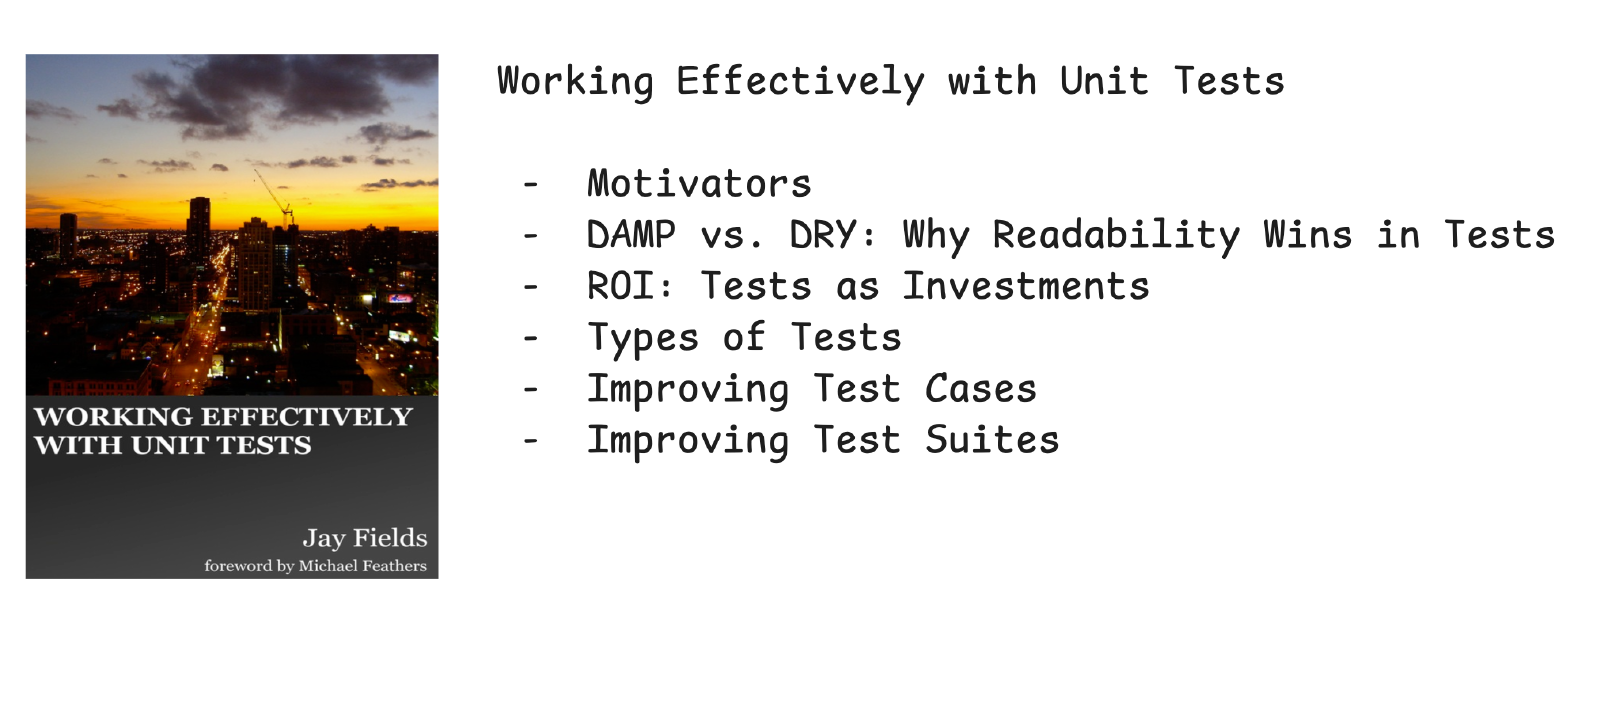 Working Effectively with Unit Tests
- Motivators
- DAMP vs. DRY: Why Readability Wins in Tests
- ROI: Tests as Investments
- Types of Tests
- Improving Test Cases
- Improving Test Suites
WORKING EFFECTIVELY
WITH UNIT TESTS
Jay Fields
foreword by Michael Feathers